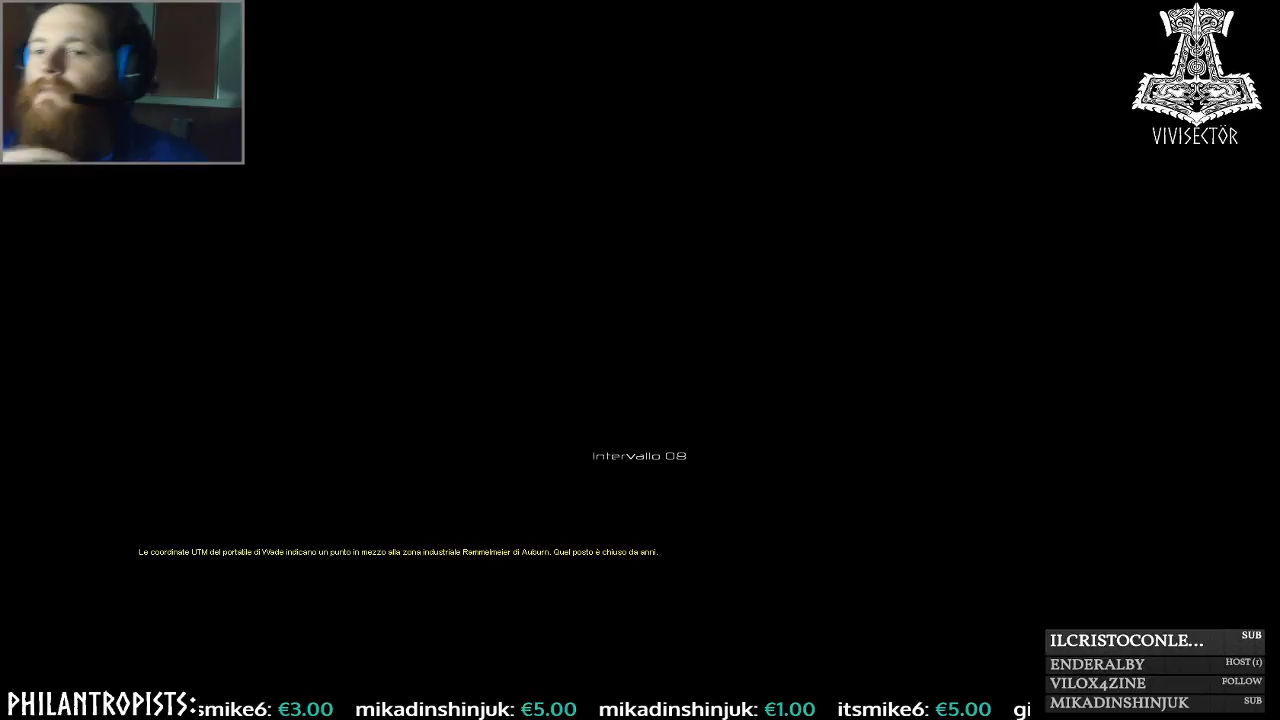 VIVISECTÖR
Intervallo 08
Le coordinate UTM del portatile di Wade indicano un punto in mezzo alla zona industriale Rammelmeier di Auburn. Quel posto è chiuso da anni.
ILCRISTOCONLE... SUB
ENDERALBY HOST (1)
VILOX4ZINE FOLLOW
MIKADINSHINJUK SUB
PHILANTROPISTS: smike6: €3.00 mikadinshinjuk: €5.00 mikadinshinjuk: €1.00 itsmike6: €5.00 gi